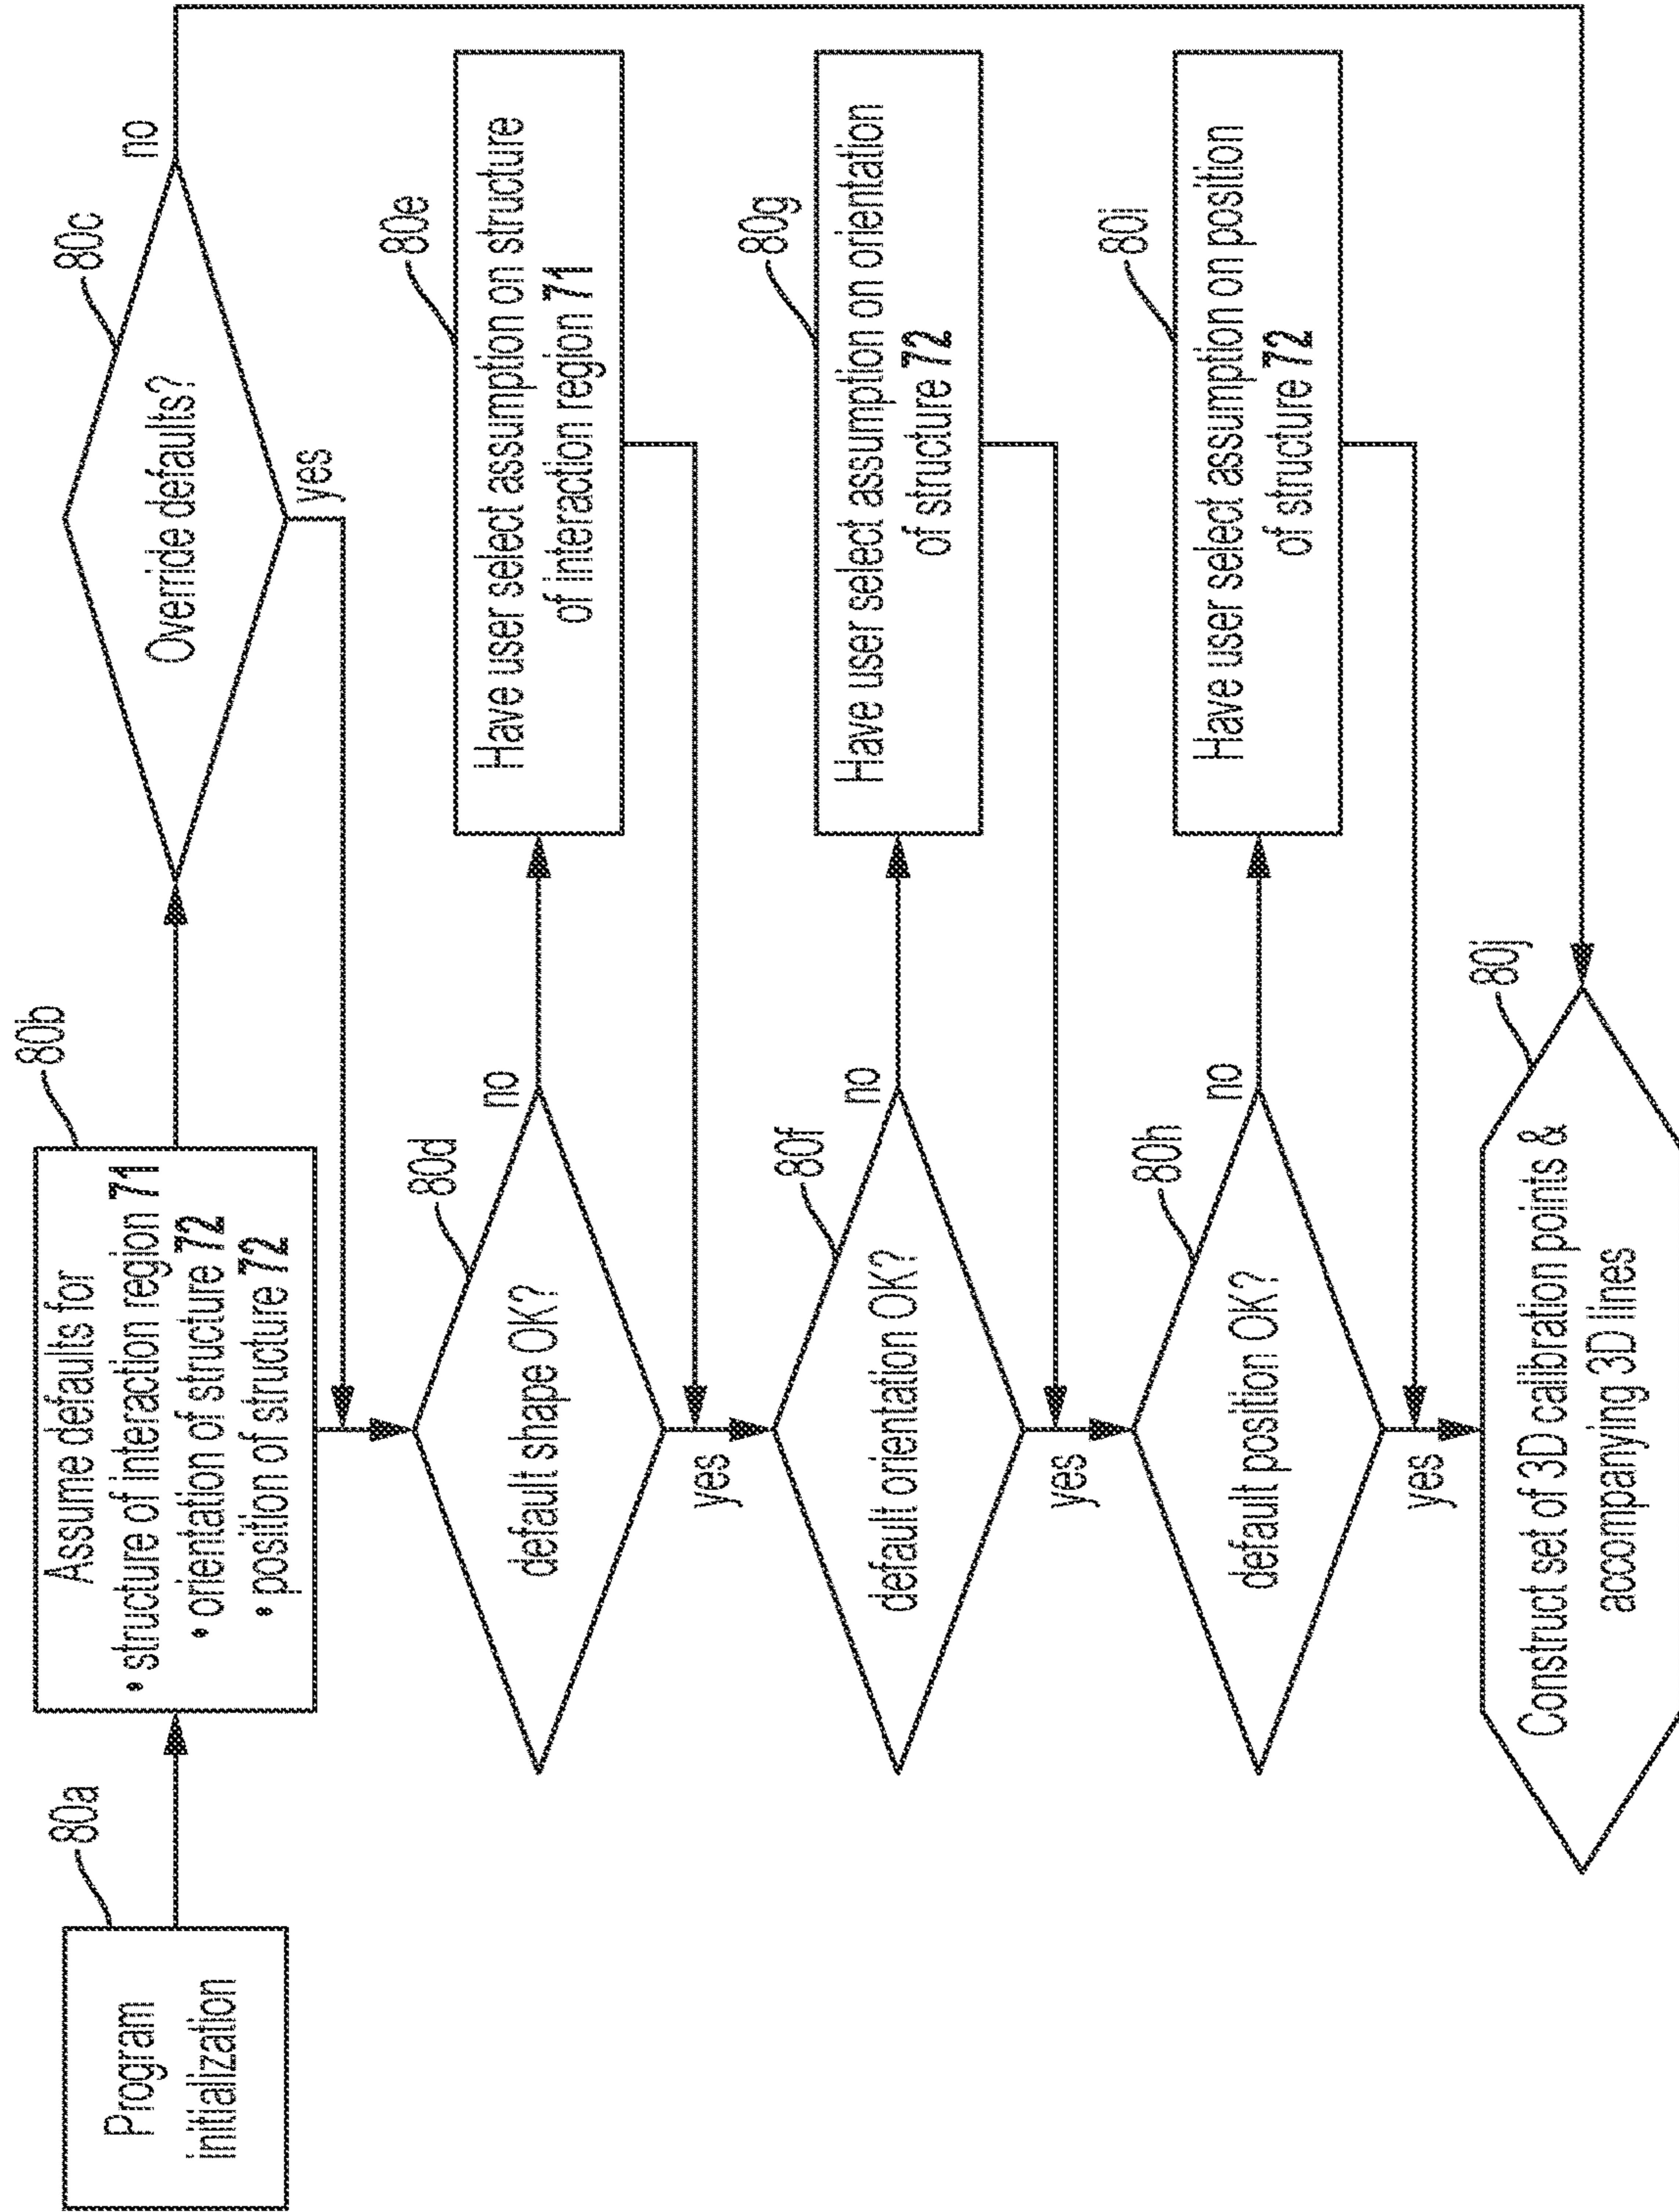 80a
Program
initialization
80b
Assume defaults for
• structure of interaction region 71
• orientation of structure 72
• position of structure 72
80c
Override defaults?
no
yes
80d
default shape OK?
no
yes
80e
Have user select assumption on structure
of interaction region 71
80f
default orientation OK?
no
yes
80g
Have user select assumption on orientation
of structure 72
80h
default position OK?
no
yes
80i
Have user select assumption on position
of structure 72
80j
Construct set of 3D calibration points &
accompanying 3D lines